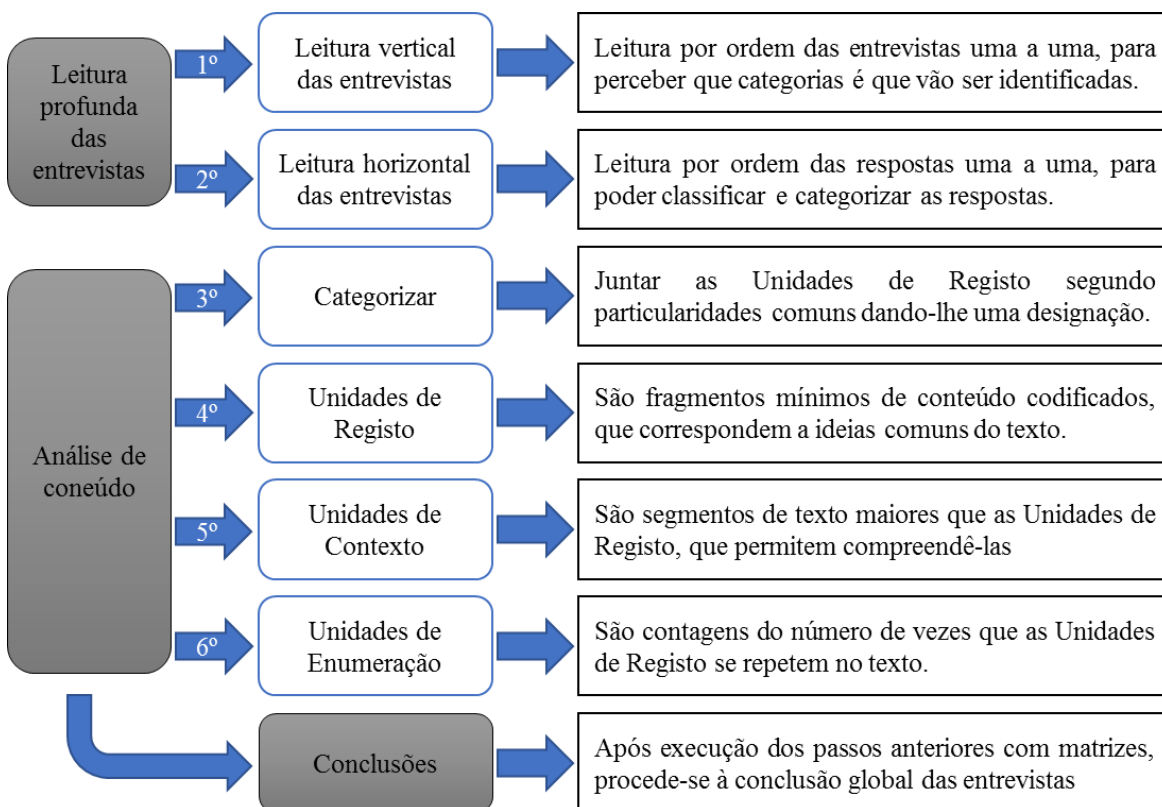 Leitura
profunda
das
entrevistas
1º
Leitura vertical
das entrevistas
Leitura por ordem das entrevistas uma a uma, para
perceber que categorias é que vão ser identificadas.
2º
Leitura horizontal
das entrevistas
Leitura por ordem das respostas uma a uma, para
poder classificar e categorizar as respostas.
Análise de
coneúdo
3º
Categorizar
Juntar as Unidades de Registo segundo
particularidades comuns dando-lhe uma designação.
4º
Unidades de
Registo
São fragmentos mínimos de conteúdo codificados,
que correspondem a ideias comuns do texto.
5º
Unidades de
Contexto
São segmentos de texto maiores que as Unidades de
Registo, que permitem compreendê-las
6º
Unidades de
Enumeração
São contagens do número de vezes que as Unidades
de Registo se repetem no texto.
Conclusões
Após execução dos passos anteriores com matrizes,
procede-se à conclusão global das entrevistas